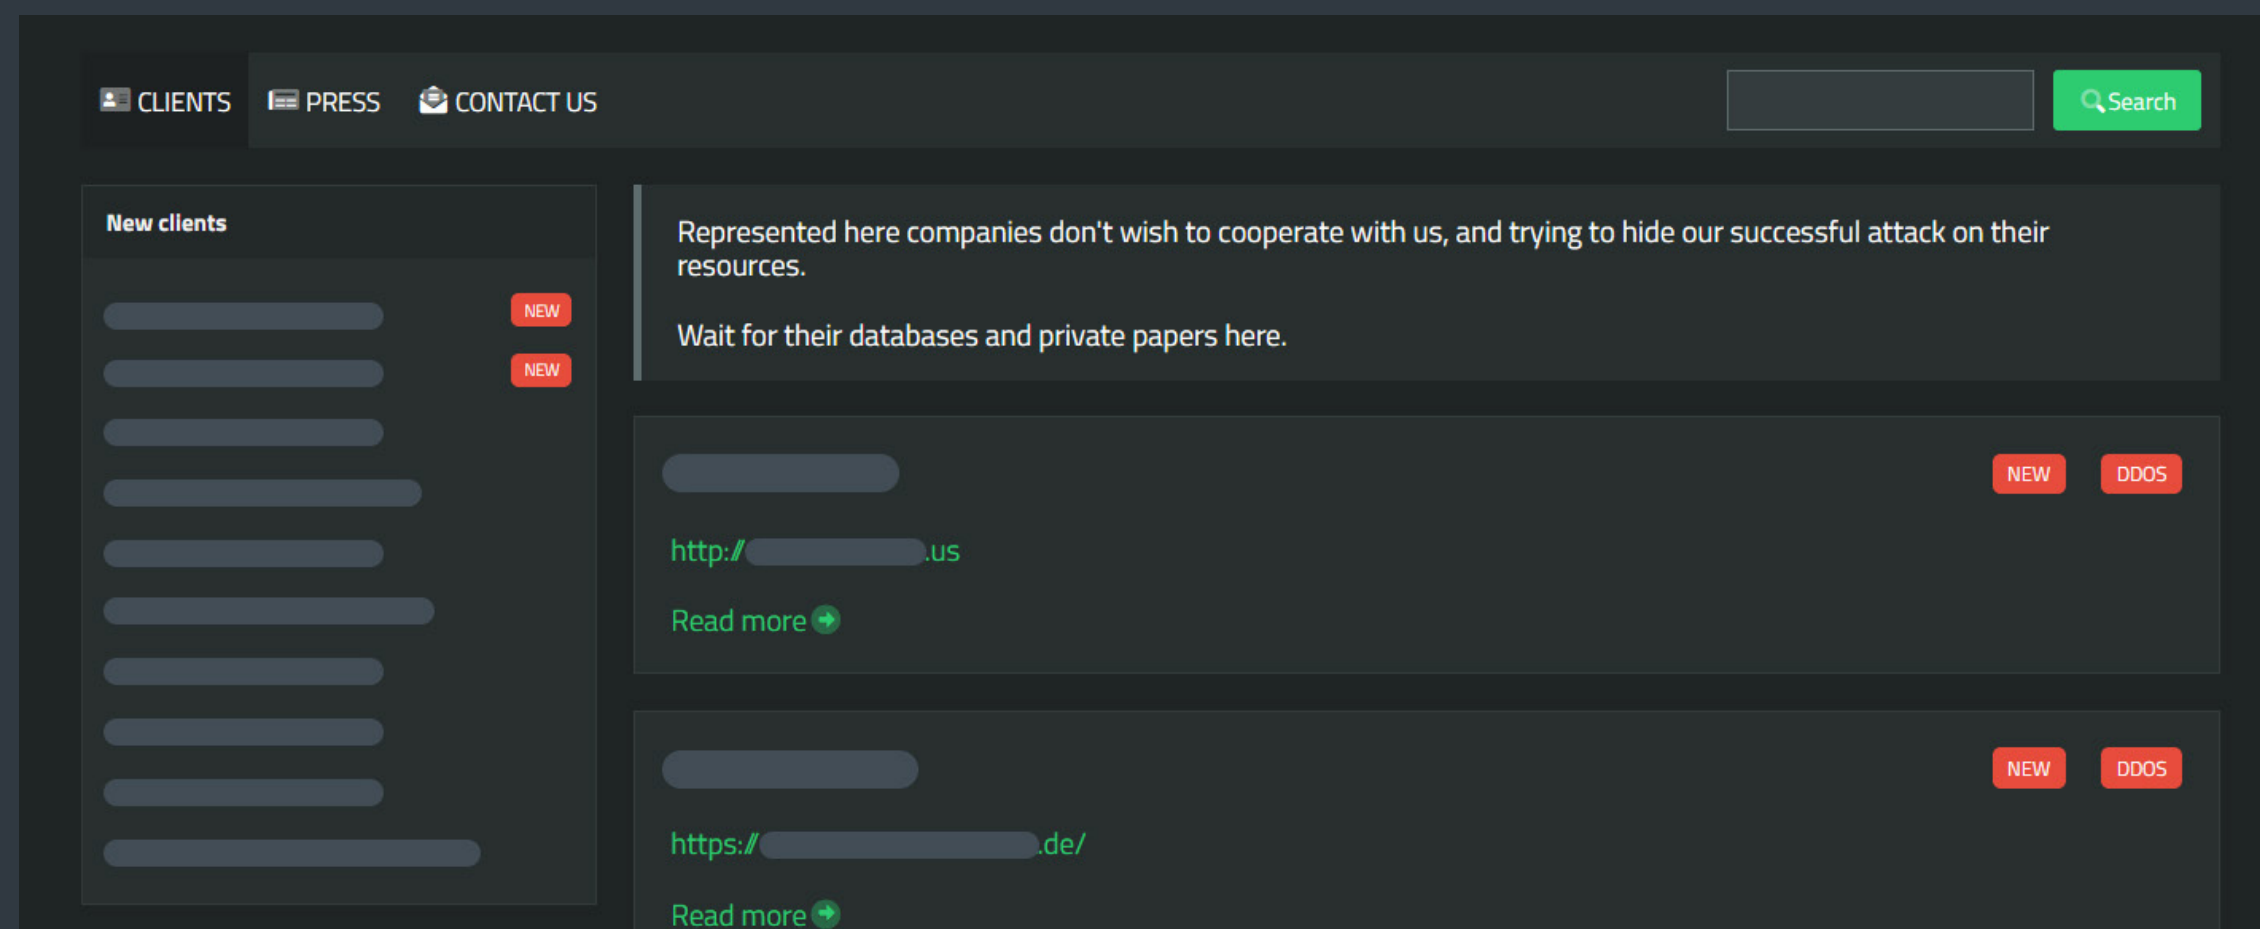 CLIENTS PRESS CONTACT US Search
New clients
NEW
NEW
Represented here companies don't wish to cooperate with us, and trying to hide our successful attack on their
resources.
Wait for their databases and private papers here.
NEW DDOS
http:// .us
Read more
NEW DDOS
https:// .de/
Read more